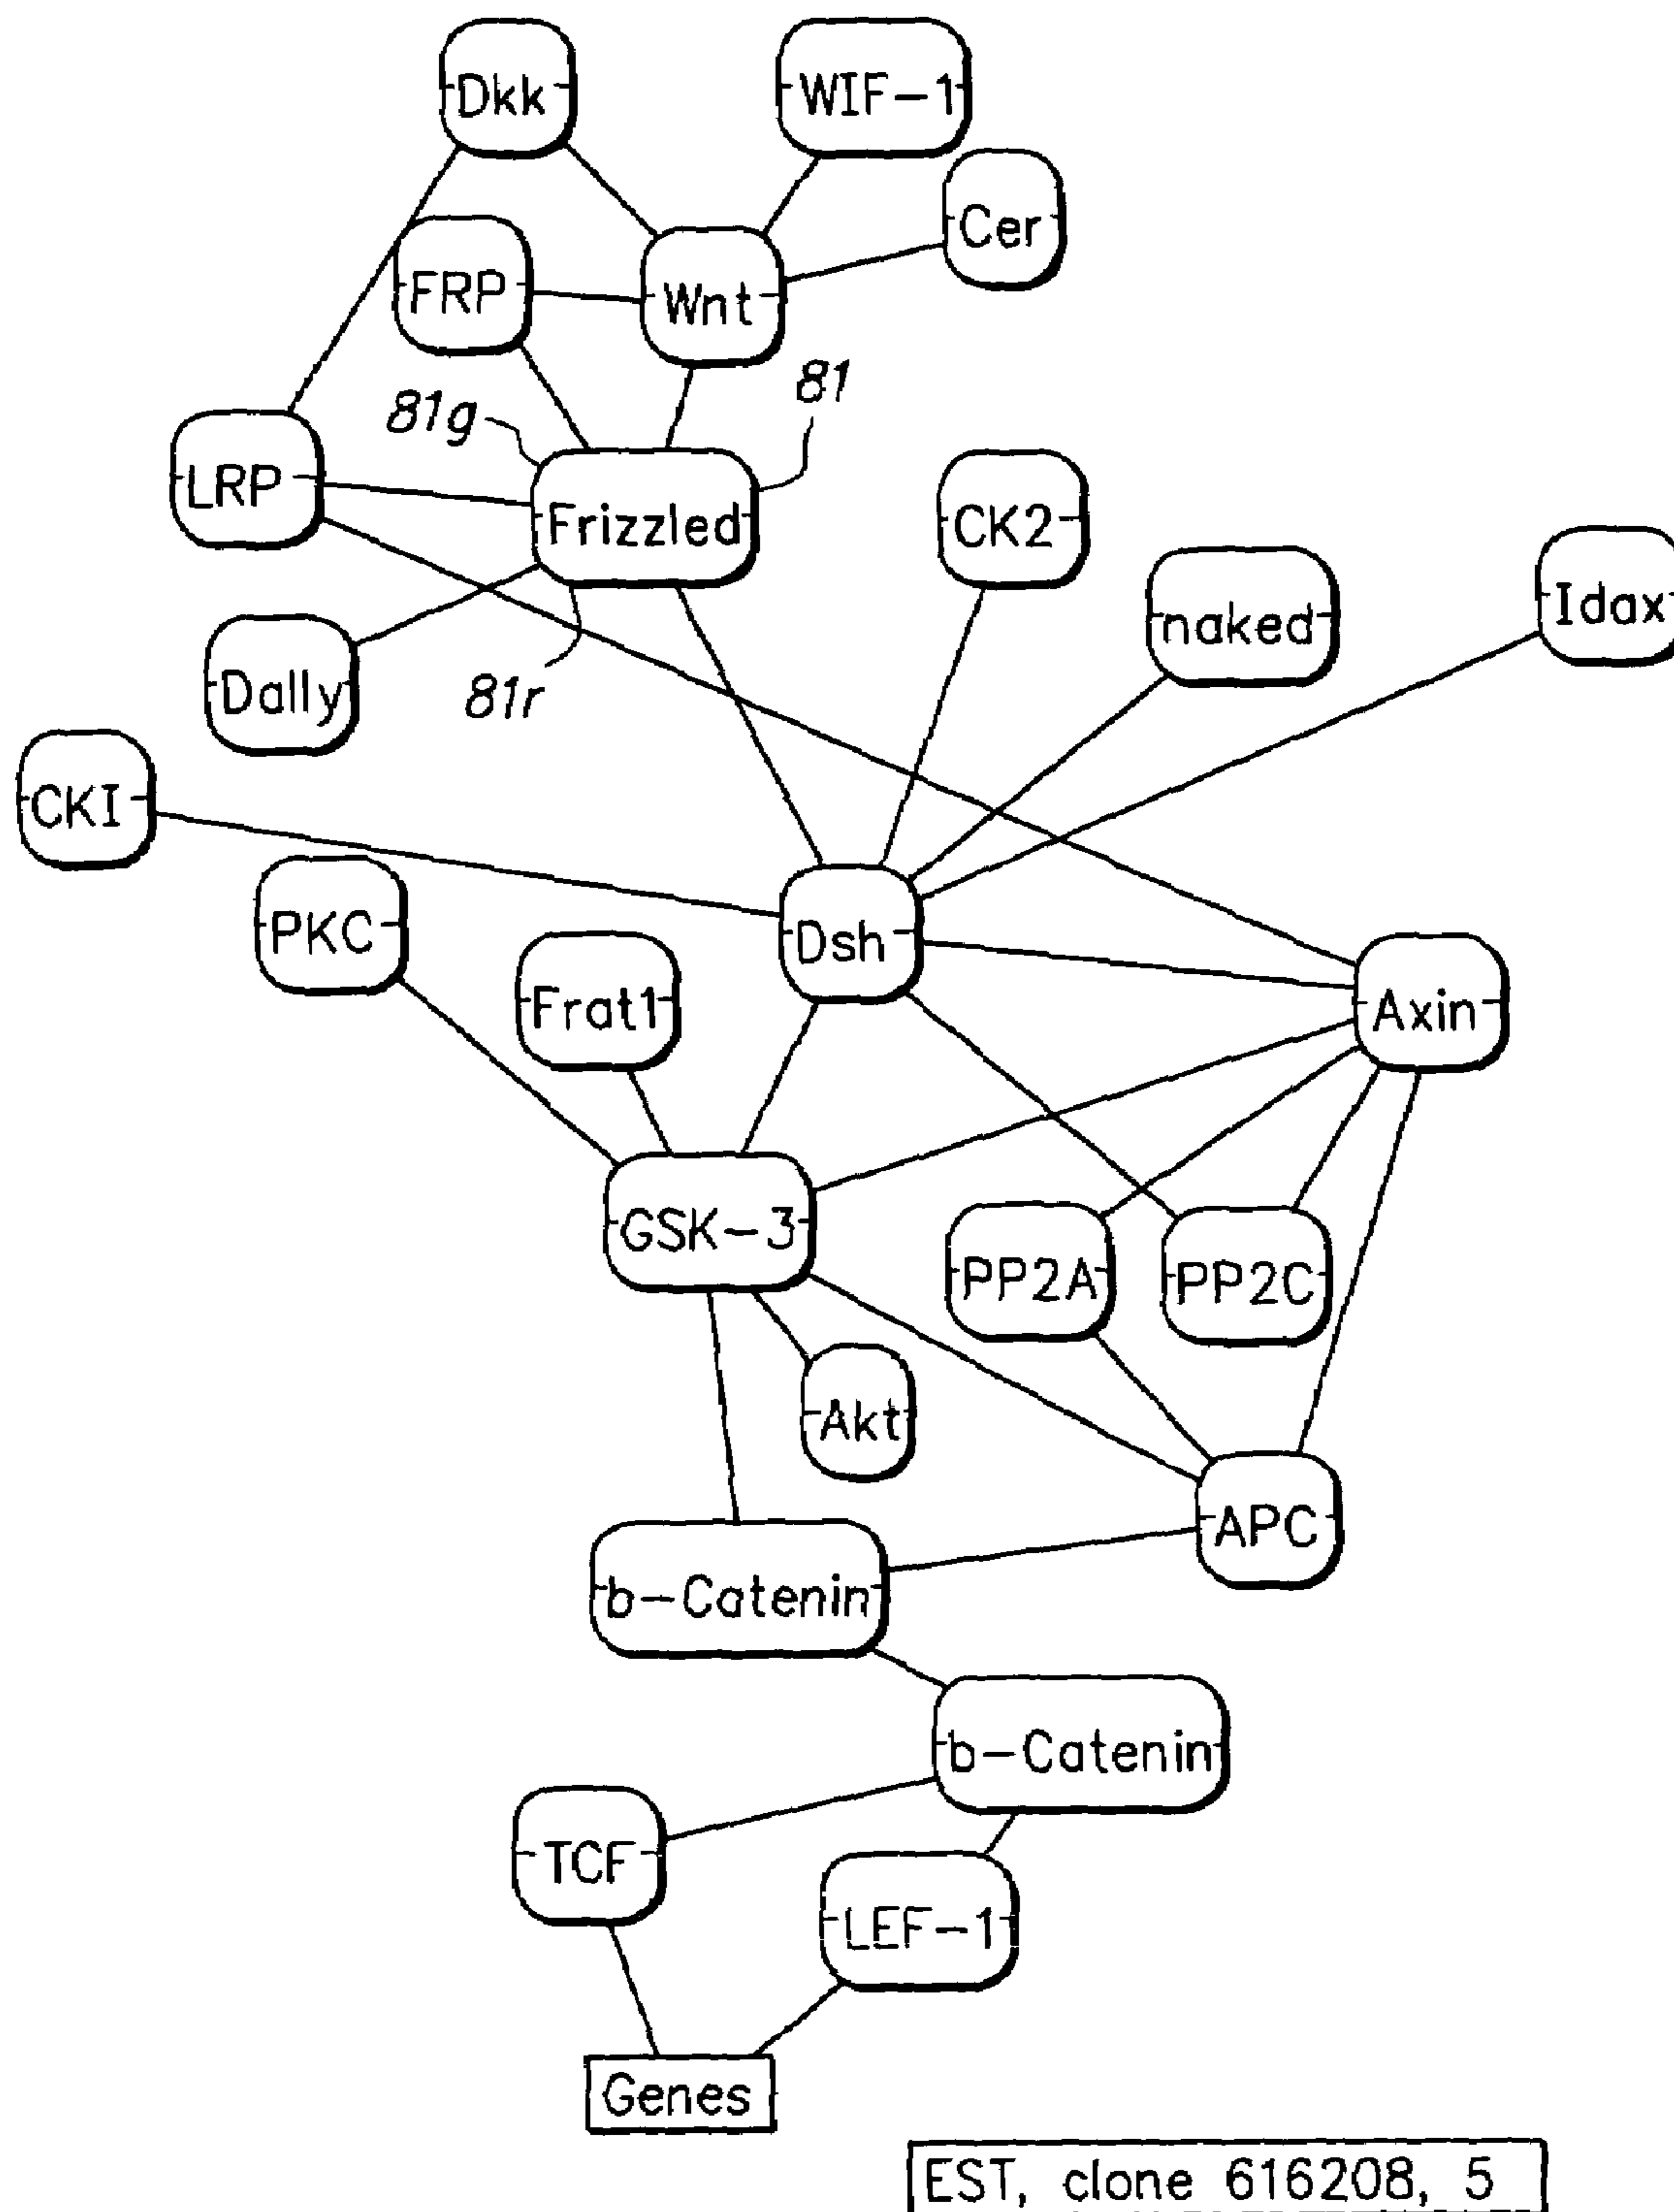 Dkk
WIF-1
Cer
FRP
Wnt
81
81g
LRP
Frizzled
CK2
Idax
naked
Dally
81r
CKI
PKC
Dsh
Frat1
Axin
GSK-3
PP2A
PP2C
Akt
APC
b-Catenin
b-Catenin
TCF
LEF-1
Genes
EST, clone 616208, 5